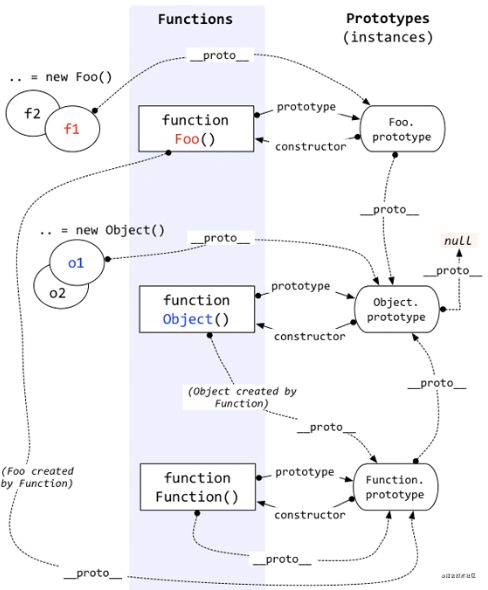 Functions
Prototypes
(instances)
__proto__
.. = new Foo()
f2
f1
function
Foo()
prototype
constructor
Foo.
prototype
__proto__
.. = new Object()
__proto__
null
o1
o2
__proto__
function
Object()
prototype
constructor
Object.
prototype
(Object created by
Function)
__proto__
__proto__
(Foo created
by Function)
function
Function()
prototype
constructor
Function.
prototype
__proto__
__proto__